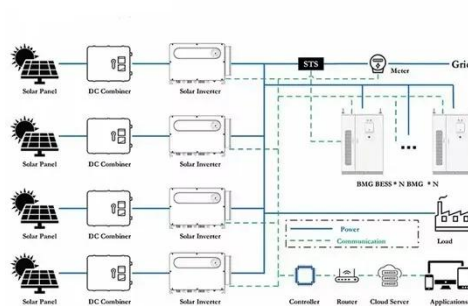 STS
Meter
Grid
Solar Panel
DC Combiner
Solar Inverter
Solar Panel
DC Combiner
Solar Inverter
BMG BESS * N BMG * N
Solar Panel
DC Combiner
Solar Inverter
Power
Communication
Load
Solar Panel
DC Combiner
Solar Inverter
Controller
Router
Cloud Server
Application